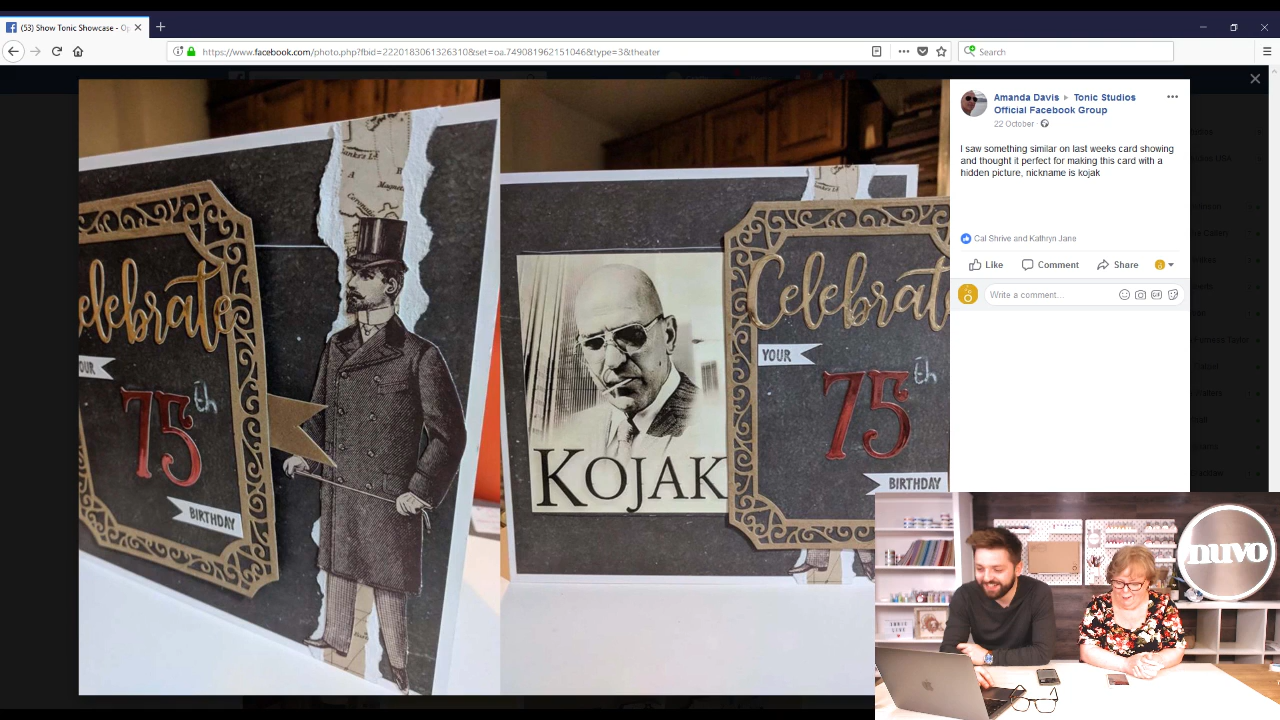 (53) Show Tonic Showcase - Op
https://www.facebook.com/photo.php?fbid=2220183061326310&set=oa.749081962151046&type=3&theater
Search
Amanda Davis ▸ Tonic Studios
Official Facebook Group
22 October
I saw something similar on last weeks card showing
and thought it perfect for making this card with a
hidden picture, nickname is kojak
Cal Shrive and Kathryn Jane
Like Comment Share
Write a comment...
GIF
Celebrate
YOUR
75th
BIRTHDAY
KOJAK
Celebrate
YOUR
75th
BIRTHDAY
nuvo